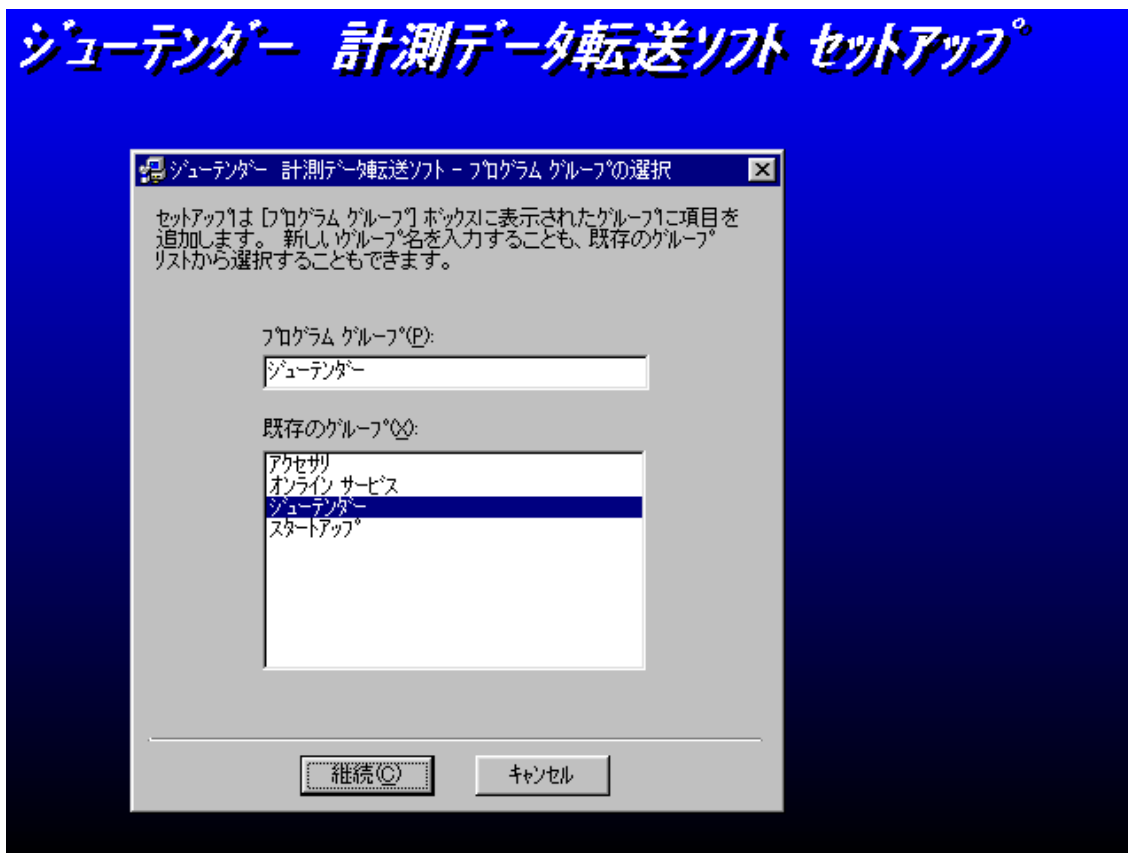 ジューテンダー 計測データ転送ソフト セットアップ
ジューテンダー 計測データ転送ソフト - プログラム グループの選択
セットアップは [プログラム グループ] ボックスに表示されたグループに項目を
追加します。 新しいグループ名を入力することも、既存のグループ
リストから選択することもできます。
プログラム グループ(P):
ジューテンダー
既存のグループ(X):
アクセサリ
オンライン サービス
ジューテンダー
スタートアップ
継続(C)
キャンセル